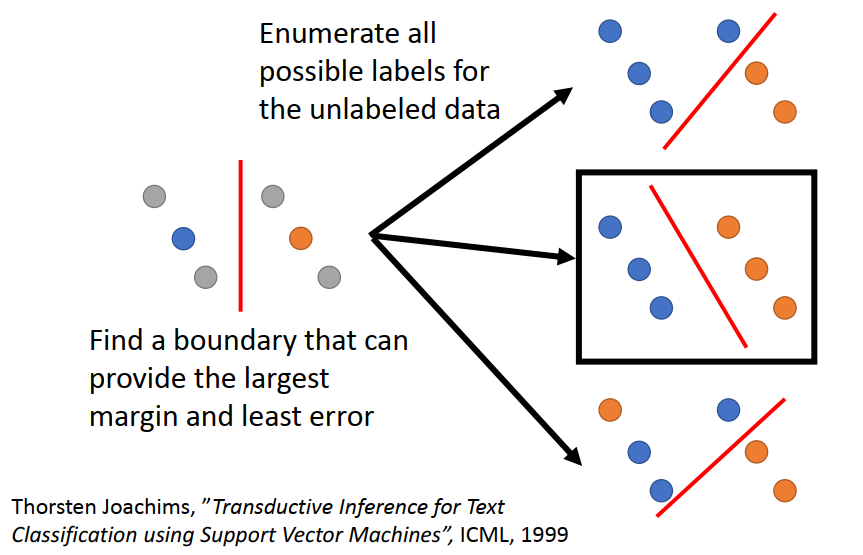 Enumerate all
possible labels for
the unlabeled data
Find a boundary that can
provide the largest
margin and least error
Thorsten Joachims, ”Transductive Inference for Text
Classification using Support Vector Machines”, ICML, 1999